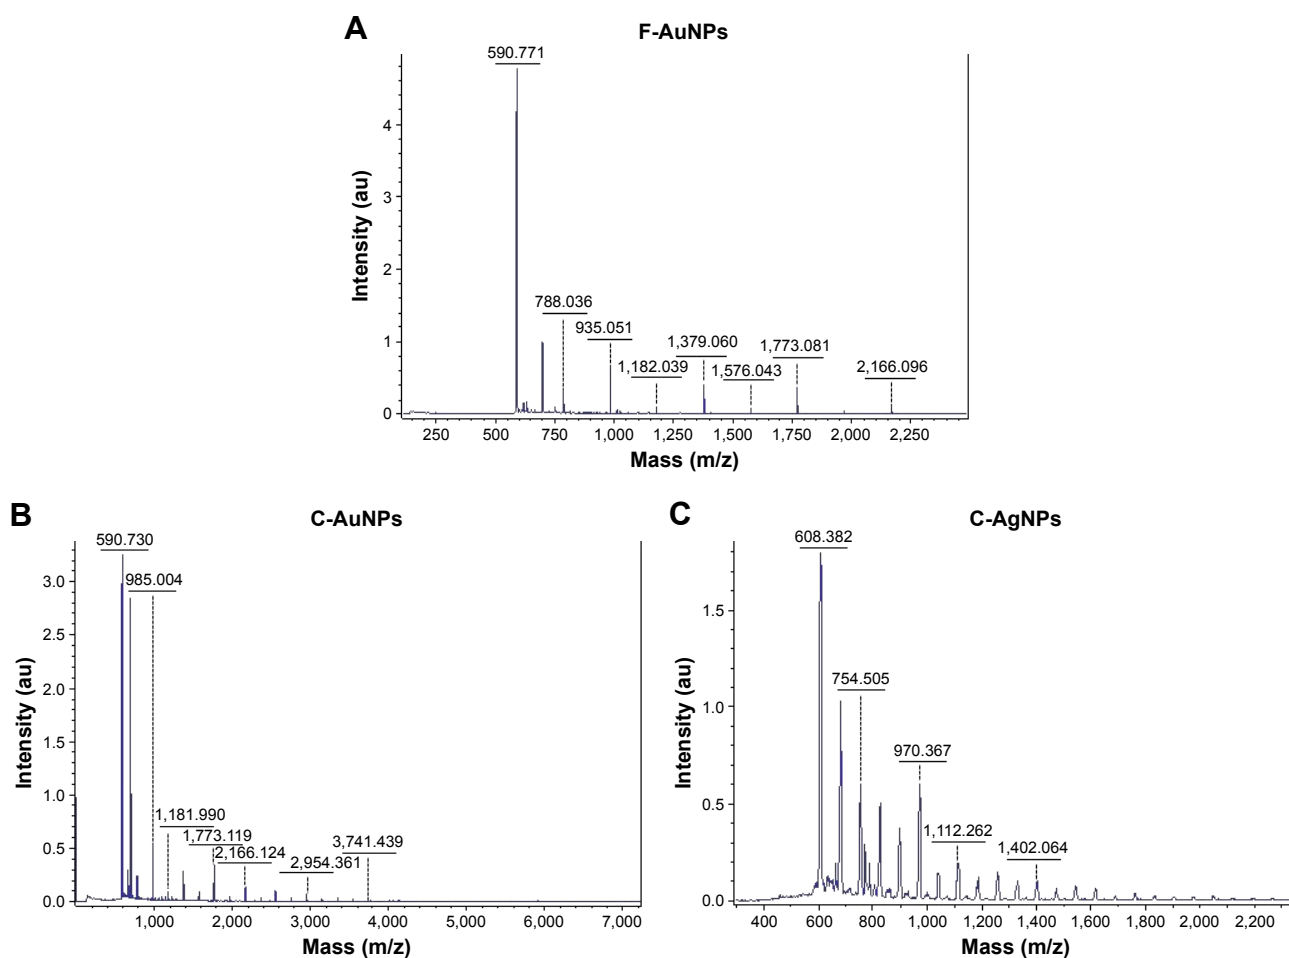 A
F-AuNPs
590.771
788.036
935.051
1,182.039
1,379.060
1,576.043
1,773.081
2,166.096
Intensity (au)
4
3
2
1
0
250 500 750 1,000 1,250 1,500 1,750 2,000 2,250
Mass (m/z)
B
C-AuNPs
590.730
985.004
1,181.990
1,773.119
2,166.124
2,954.361
3,741.439
Intensity (au)
3.0
2.5
2.0
1.5
1.0
0.5
0.0
1,000 2,000 3,000 4,000 5,000 6,000 7,000
Mass (m/z)
C
C-AgNPs
608.382
754.505
970.367
1,112.262
1,402.064
Intensity (au)
1.5
1.0
0.5
0.0
400 600 800 1,000 1,200 1,400 1,600 1,800 2,000 2,200
Mass (m/z)